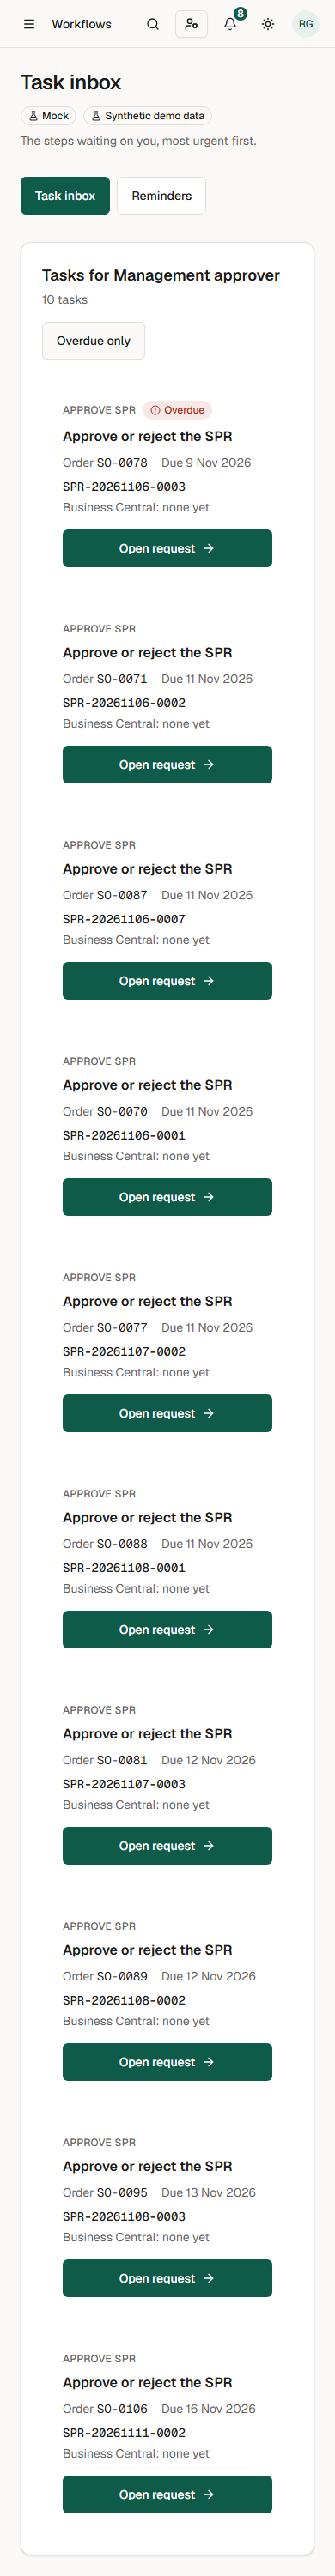 Workflows
8
RG
Task inbox
Mock
Synthetic demo data
The steps waiting on you, most urgent first.
Task inbox
Reminders
Tasks for Management approver
10 tasks
Overdue only
APPROVE SPR
Overdue
Approve or reject the SPR
Order SO-0078 Due 9 Nov 2026
SPR-20261106-0003
Business Central: none yet
Open request
APPROVE SPR
Approve or reject the SPR
Order SO-0071 Due 11 Nov 2026
SPR-20261106-0002
Business Central: none yet
Open request
APPROVE SPR
Approve or reject the SPR
Order SO-0087 Due 11 Nov 2026
SPR-20261106-0007
Business Central: none yet
Open request
APPROVE SPR
Approve or reject the SPR
Order SO-0070 Due 11 Nov 2026
SPR-20261106-0001
Business Central: none yet
Open request
APPROVE SPR
Approve or reject the SPR
Order SO-0077 Due 11 Nov 2026
SPR-20261107-0002
Business Central: none yet
Open request
APPROVE SPR
Approve or reject the SPR
Order SO-0088 Due 11 Nov 2026
SPR-20261108-0001
Business Central: none yet
Open request
APPROVE SPR
Approve or reject the SPR
Order SO-0081 Due 12 Nov 2026
SPR-20261107-0003
Business Central: none yet
Open request
APPROVE SPR
Approve or reject the SPR
Order SO-0089 Due 12 Nov 2026
SPR-20261108-0002
Business Central: none yet
Open request
APPROVE SPR
Approve or reject the SPR
Order SO-0095 Due 13 Nov 2026
SPR-20261108-0003
Business Central: none yet
Open request
APPROVE SPR
Approve or reject the SPR
Order SO-0106 Due 16 Nov 2026
SPR-20261111-0002
Business Central: none yet
Open request